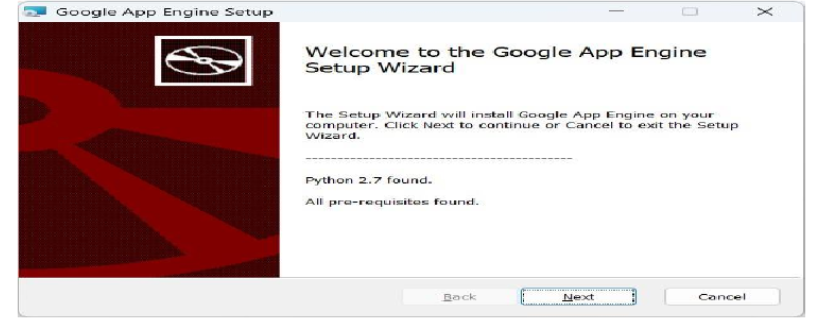 Google App Engine Setup
Welcome to the Google App Engine
Setup Wizard
The Setup Wizard will install Google App Engine on your
computer. Click Next to continue or Cancel to exit the Setup
Wizard.
------------------------------------------
Python 2.7 found.
All pre-requisites found.
Back Next Cancel